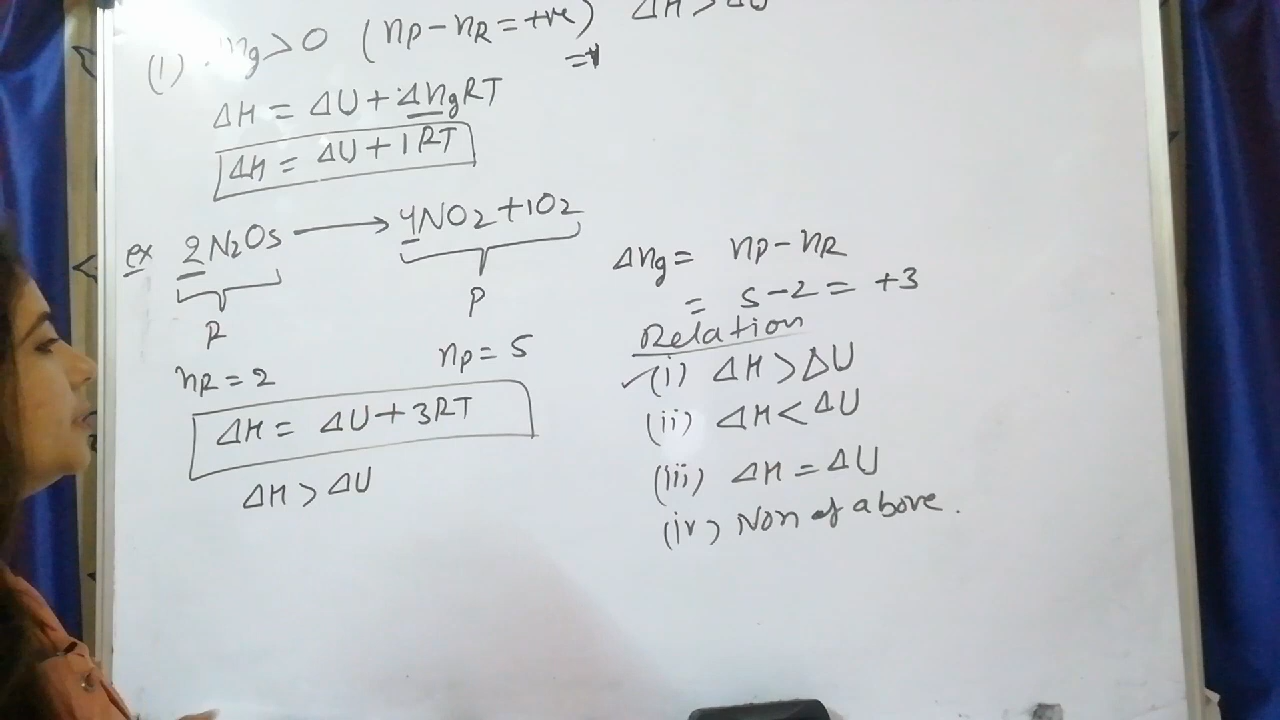 (1) Δng>0 (np-nR=+ve) ΔH>ΔU
=1
ΔH = ΔU + ΔngRT
ΔH = ΔU + 1RT
ex 2N2O5 ⟶ 4NO2 + 1O2
R
P
nR = 2
np = 5
ΔH = ΔU + 3RT
ΔH > ΔU
Δng = np - nR
= 5 - 2 = +3
Relation
✓(i) ΔH > ΔU
(ii) ΔH < ΔU
(iii) ΔH = ΔU
(iv) Non of above.